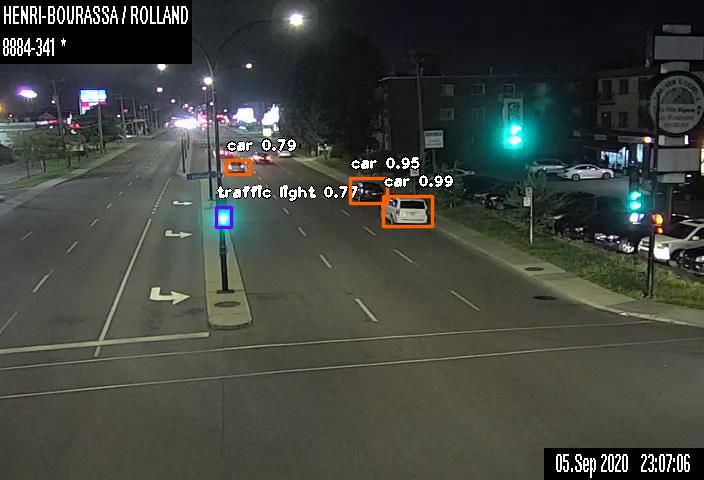 HENRI-BOURASSA / ROLLAND
8884-341 *
car 0.79
car 0.95
car 0.99
traffic light 0.77
05.Sep 2020 23:07:06